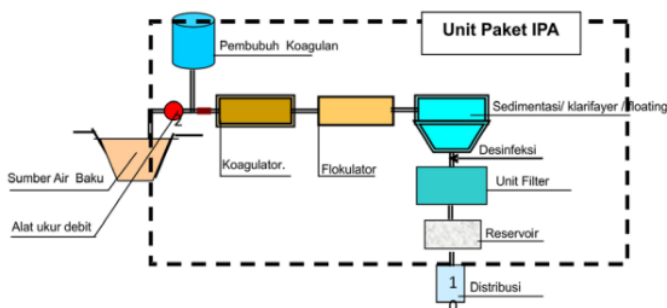 Unit Paket IPA
Pembubuh Koagulan
2
Sedimentasi/ klarifayer /floating
Koagulator.
Flokulator
Desinfeksi
Sumber Air Baku
Unit Filter
Alat ukur debit
Reservoir
1
Distribusi